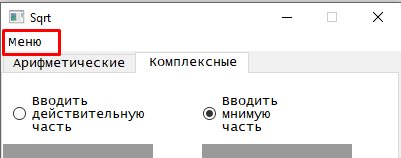 Sqrt
Меню
Арифметические Комплексные
Вводить Вводить
действительную мнимую
часть часть